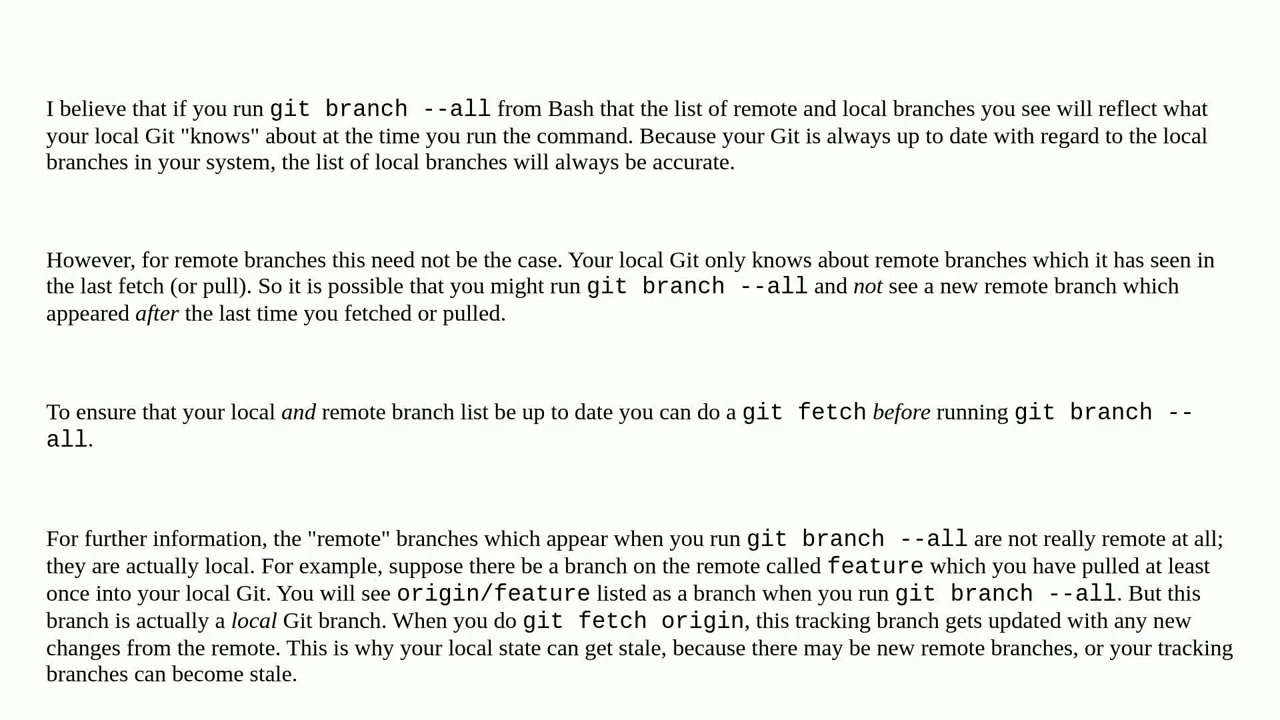 I believe that if you run git branch --all from Bash that the list of remote and local branches you see will reflect what
your local Git "knows" about at the time you run the command. Because your Git is always up to date with regard to the local
branches in your system, the list of local branches will always be accurate.
However, for remote branches this need not be the case. Your local Git only knows about remote branches which it has seen in
the last fetch (or pull). So it is possible that you might run git branch --all and not see a new remote branch which
appeared after the last time you fetched or pulled.
To ensure that your local and remote branch list be up to date you can do a git fetch before running git branch --
all.
For further information, the "remote" branches which appear when you run git branch --all are not really remote at all;
they are actually local. For example, suppose there be a branch on the remote called feature which you have pulled at least
once into your local Git. You will see origin/feature listed as a branch when you run git branch --all. But this
branch is actually a local Git branch. When you do git fetch origin, this tracking branch gets updated with any new
changes from the remote. This is why your local state can get stale, because there may be new remote branches, or your tracking
branches can become stale.